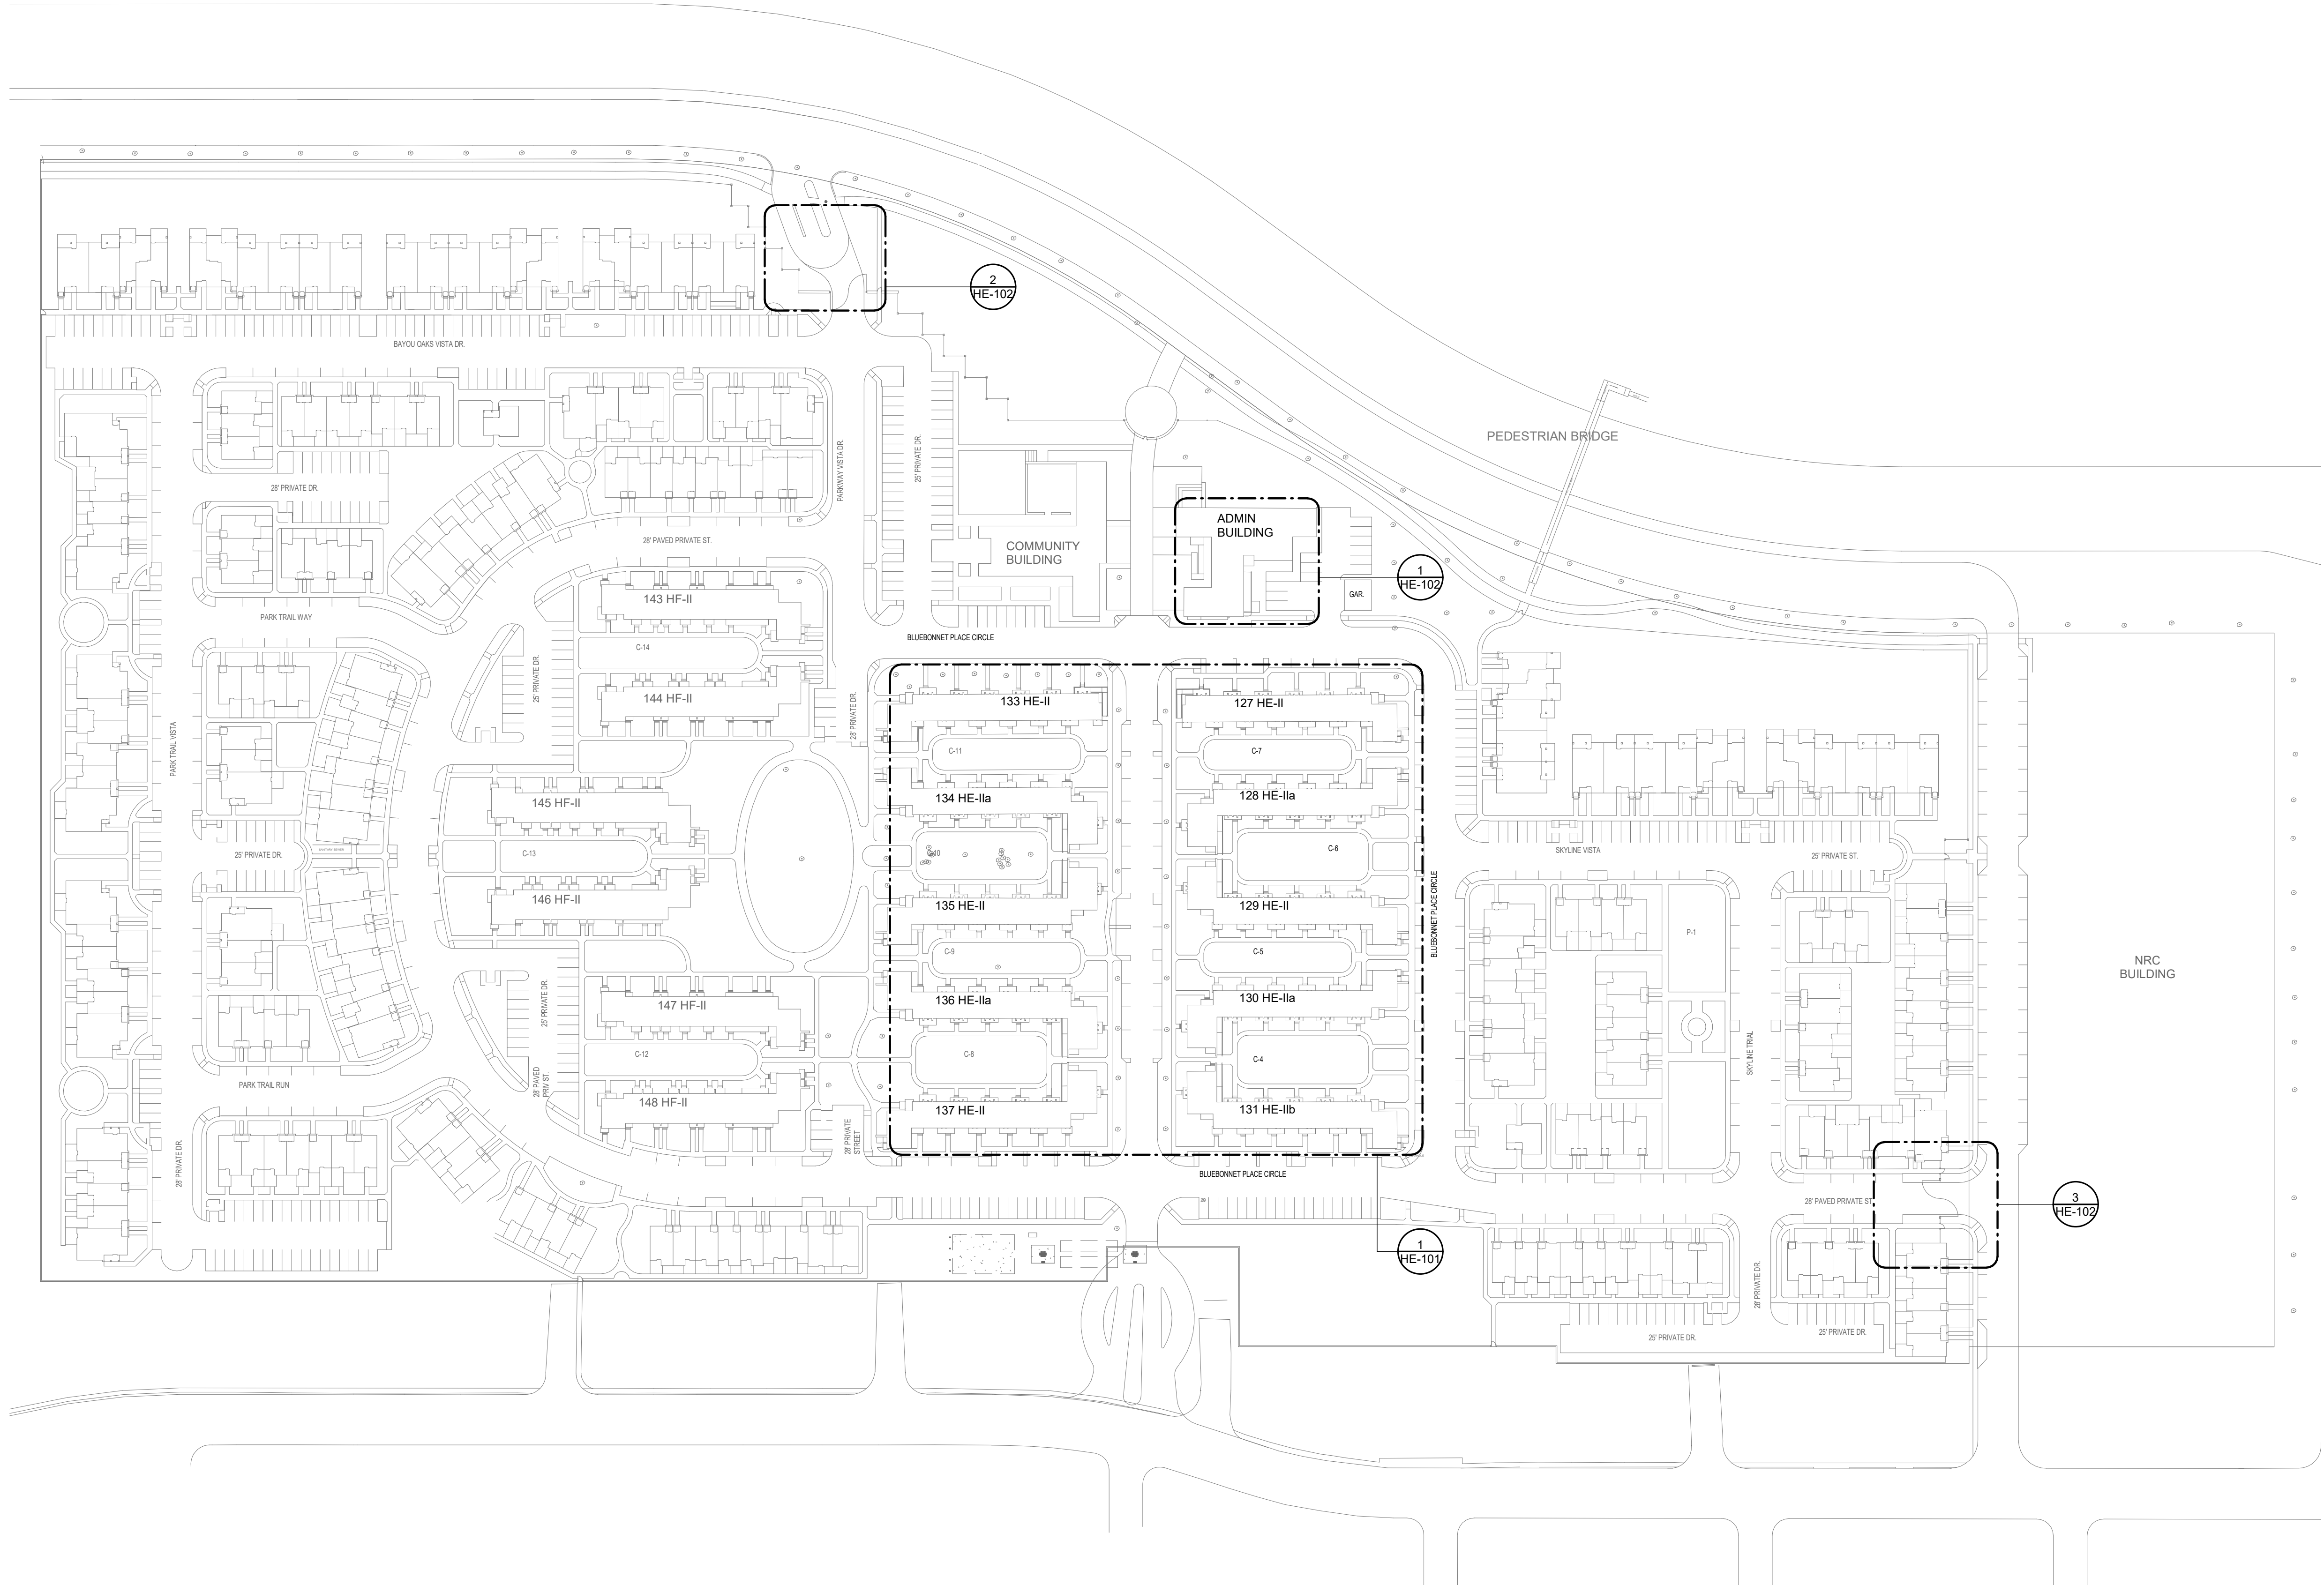 2
HE-102
BAYOU OAKS VISTA DR.
PEDESTRIAN BRIDGE
PARKWAY VISTA DR.
25' PRIVATE DR.
28' PRIVATE DR.
28' PAVED PRIVATE ST.
ADMIN
BUILDING
COMMUNITY
BUILDING
1
HE-102
GAR.
143 HF-II
PARK TRAIL WAY
BLUEBONNET PLACE CIRCLE
C-14
25' PRIVATE DR.
144 HF-II
28' PRIVATE DR.
133 HE-II
127 HE-II
PARK TRAIL VISTA
C-11
C-7
145 HF-II
134 HE-IIa
128 HE-IIa
25' PRIVATE DR.
C-13
C-10
C-6
SKYLINE VISTA
25' PRIVATE ST.
146 HF-II
135 HE-II
129 HE-II
BLUEBONNET PLACE CIRCLE
P-1
C-9
C-5
NRC
BUILDING
25' PRIVATE DR.
147 HF-II
136 HE-IIa
130 HE-IIa
C-12
C-8
C-4
SKYLINE TRIAL
PARK TRAIL RUN
28' PAVED
PRIV ST.
148 HF-II
137 HE-II
131 HE-IIb
28' PRIVATE
STREET
28' PRIVATE DR.
BLUEBONNET PLACE CIRCLE
28' PAVED PRIVATE ST.
3
HE-102
1
HE-101
28' PRIVATE DR.
25' PRIVATE DR.
25' PRIVATE DR.